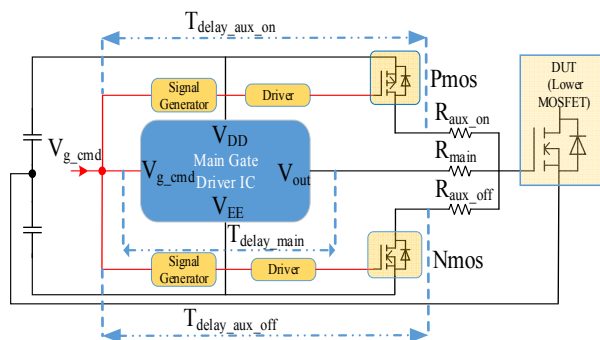 T_delay_aux_on
Signal
Generator
Driver
Pmos
DUT
(Lower
MOSFET)
R_aux_on
V_g_cmd
V_DD
V_g_cmd
Main Gate
Driver IC
V_out
R_main
V_EE
R_aux_off
T_delay_main
Signal
Generator
Driver
Nmos
T_delay_aux_off